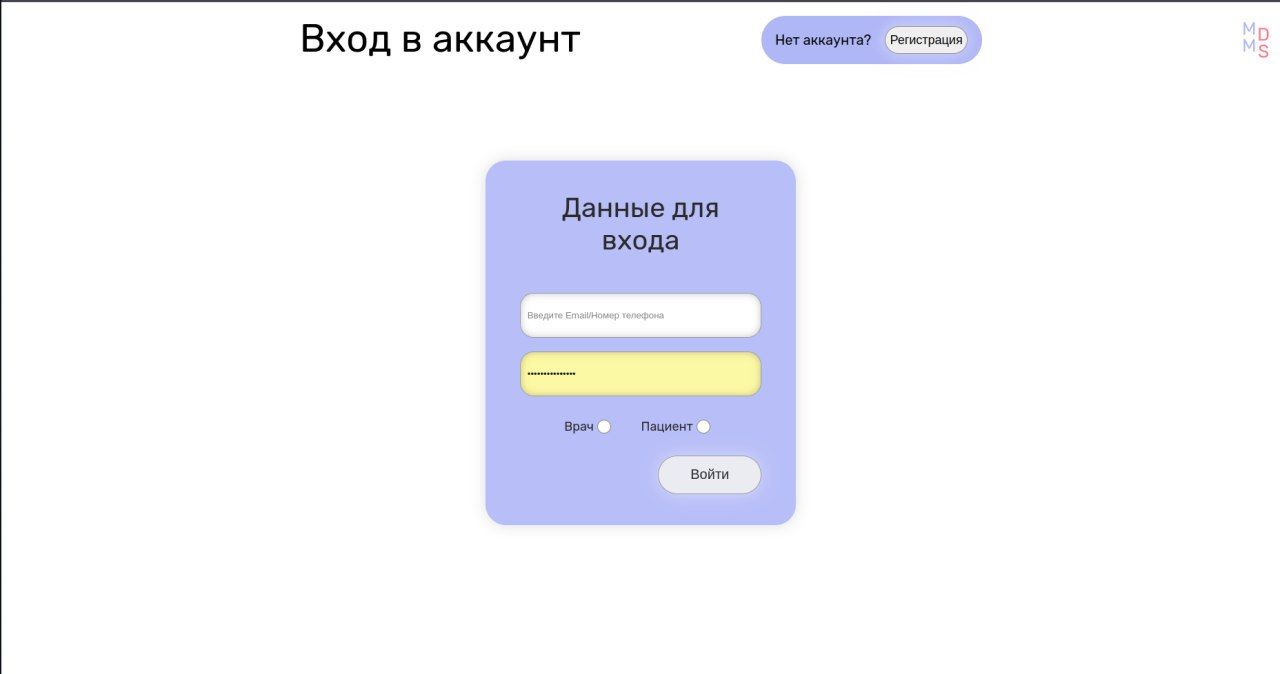 Вход в аккаунт
Нет аккаунта? Регистрация
M D
M S
Данные для
входа
Введите Email/Номер телефона
•••••••••••••••
Врач Пациент
Войти